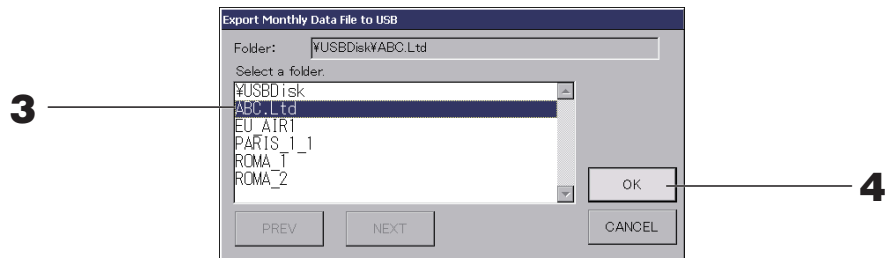 Export Monthly Data File to USB
Folder: ¥USBDisk¥ABC.Ltd
Select a folder.
¥USBDisk
3
ABC.Ltd
EU_AIR1
PARIS_1_1
ROMA_1
ROMA_2
OK
4
PREV
NEXT
CANCEL